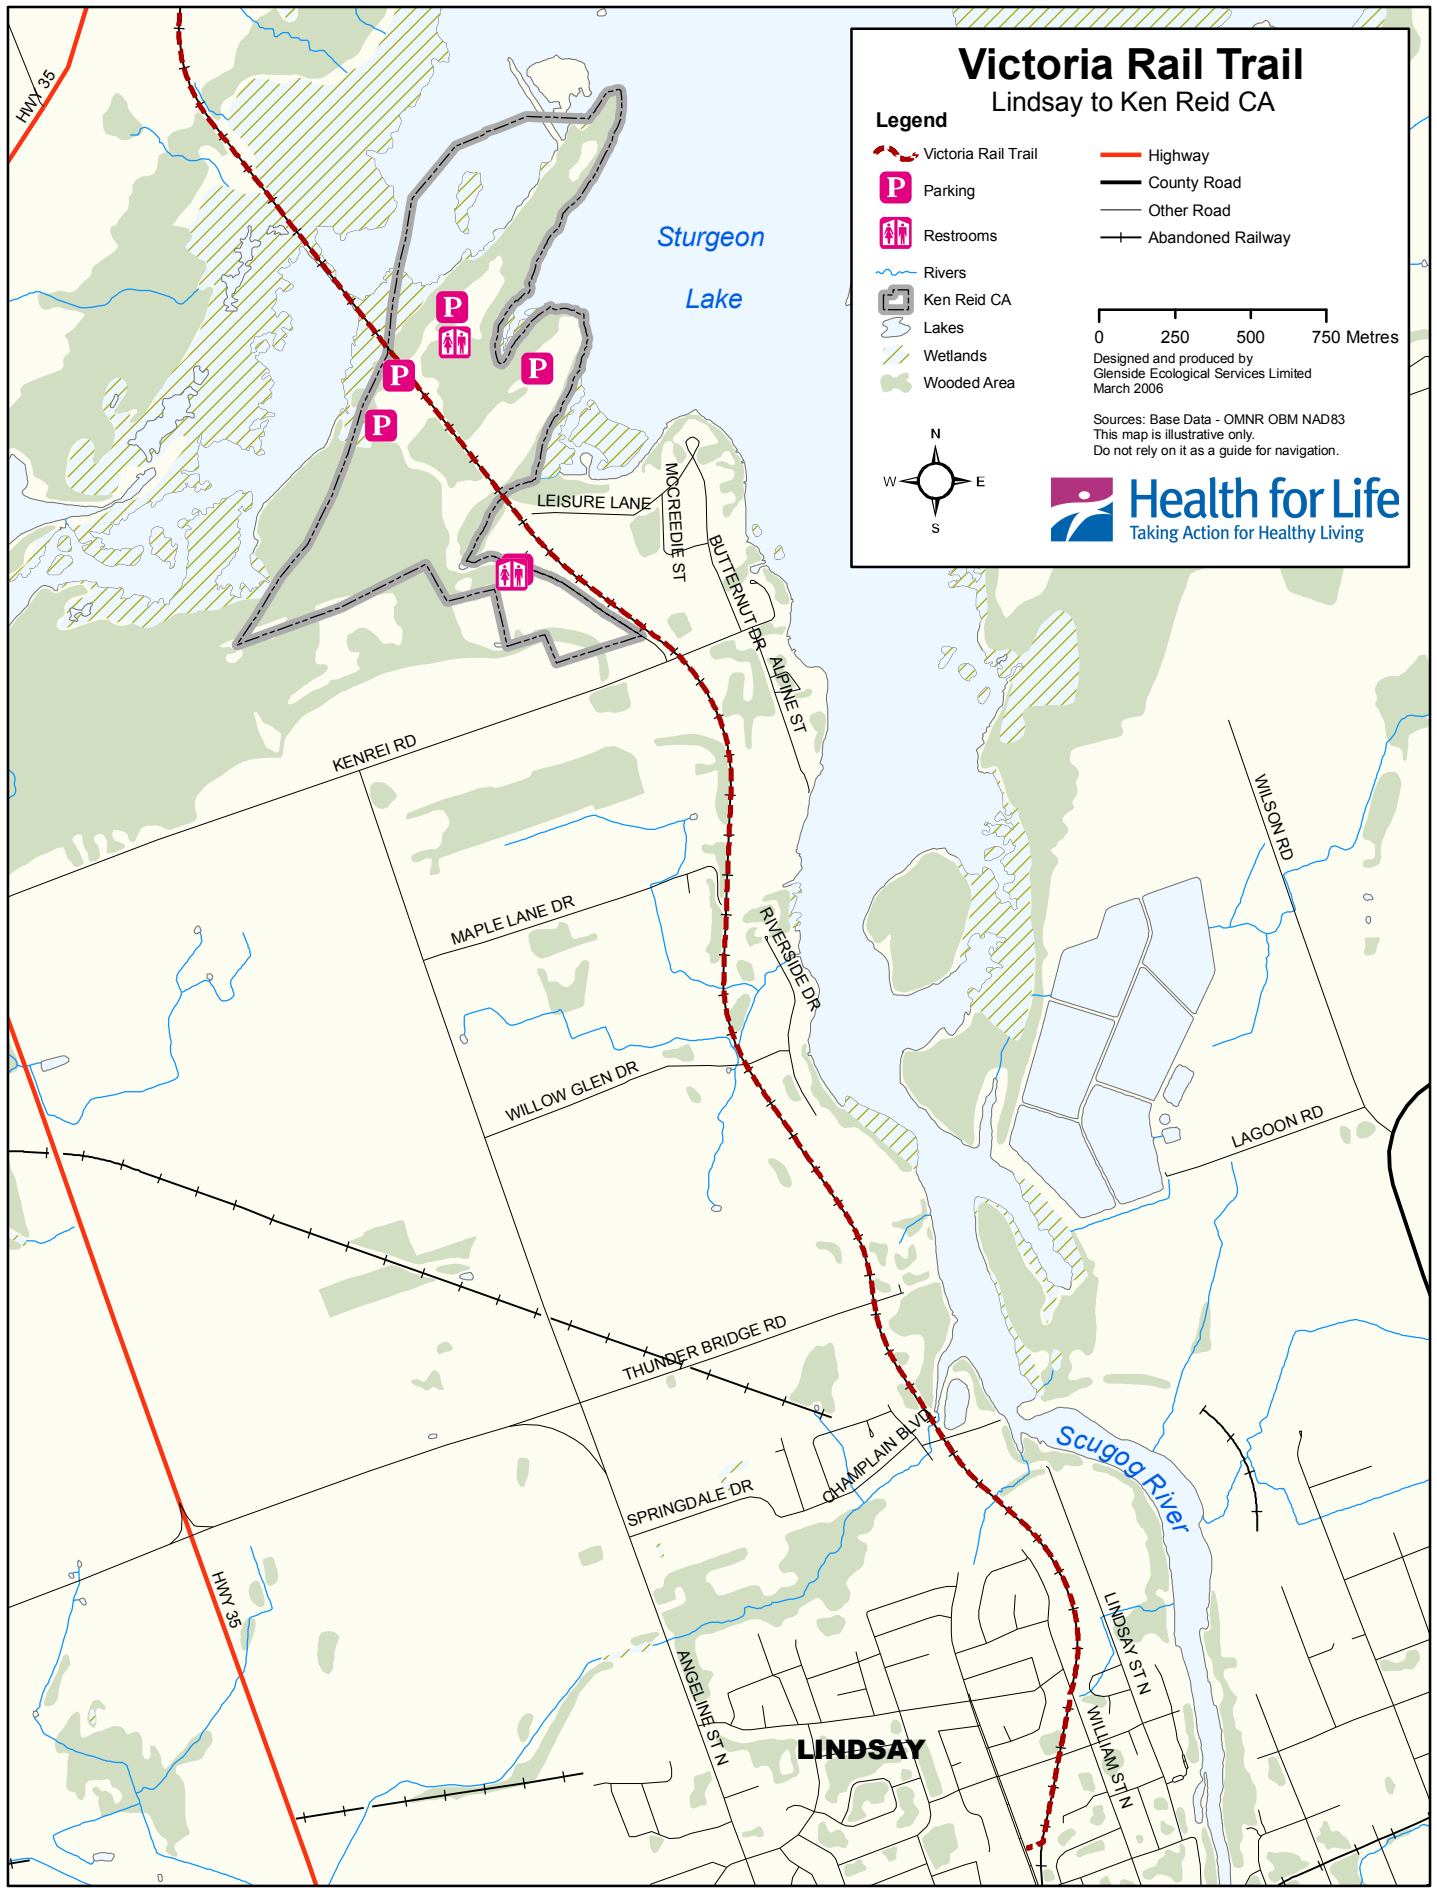 Victoria Rail Trail
Lindsay to Ken Reid CA
Legend
Victoria Rail Trail
P Parking
Restrooms
Rivers
Ken Reid CA
Lakes
Wetlands
Wooded Area
Highway
County Road
Other Road
Abandoned Railway
0 250 500 750 Metres
Designed and produced by
Glenside Ecological Services Limited
March 2006
Sources: Base Data - OMNR OBM NAD83
This map is illustrative only.
Do not rely on it as a guide for navigation.
N
W E
S
Health for Life
Taking Action for Healthy Living
HWY 35
Sturgeon
Lake
P
P
P
P
LEISURE LANE
MCCREEDIE ST
BUTTERNUT DR
ALPINE ST
KENREI RD
WILSON RD
MAPLE LANE DR
RIVERSIDE DR
WILLOW GLEN DR
LAGOON RD
THUNDER BRIDGE RD
CHAMPLAIN BLVD
Scugog River
SPRINGDALE DR
HWY 35
LINDSAY ST N
ANGELINE ST N
WILLIAM ST N
LINDSAY